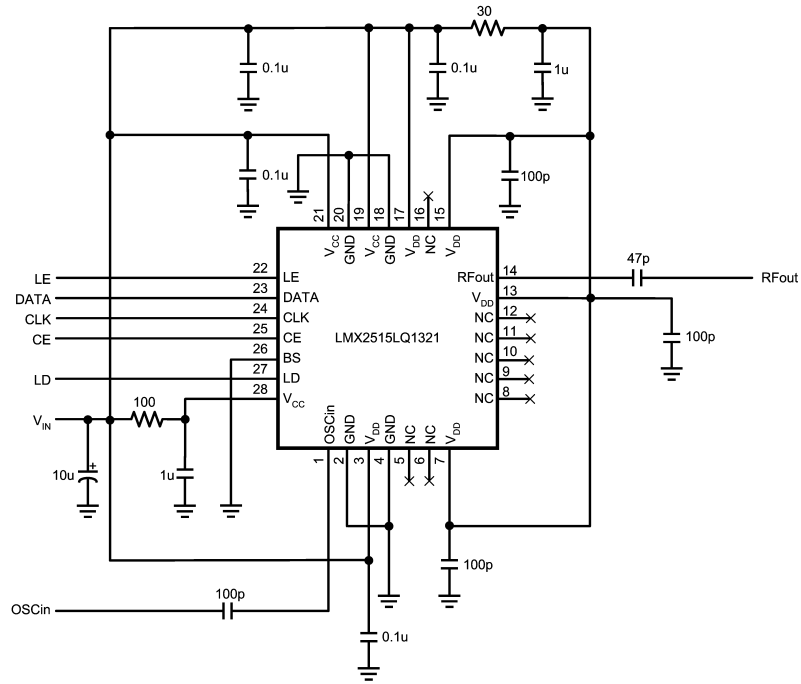 30
0.1u
0.1u
1u
0.1u
100p
21
20
19
18
17
16
15
VCC
GND
VCC
GND
VDD
NC
VDD
LE
22
LE
RFout
14
47p
RFout
DATA
23
DATA
VDD
13
CLK
24
CLK
NC
12
CE
25
CE
LMX2515LQ1321
NC
11
100p
26
BS
NC
10
LD
27
LD
NC
9
100
28
VCC
NC
8
VIN
OSCin
GND
VDD
GND
NC
NC
VDD
1
2
3
4
5
6
7
10u
+
1u
100p
100p
OSCin
0.1u